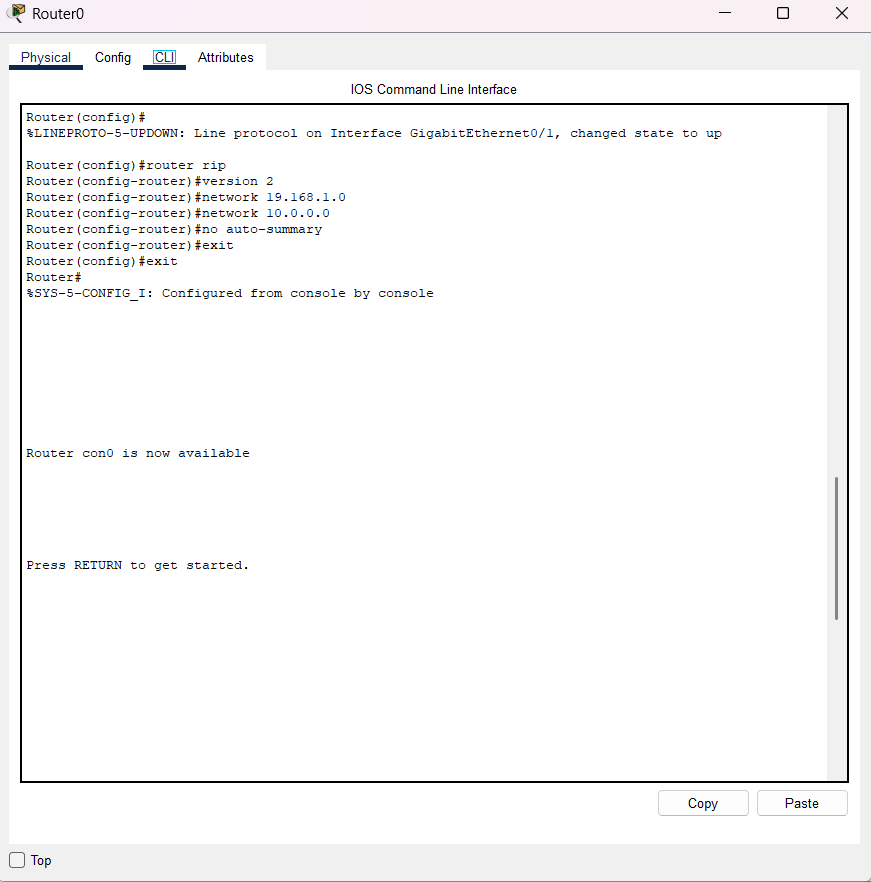 Router0
Physical Config CLI Attributes
IOS Command Line Interface
Router(config)#
%LINEPROTO-5-UPDOWN: Line protocol on Interface GigabitEthernet0/1, changed state to up
Router(config)#router rip
Router(config-router)#version 2
Router(config-router)#network 19.168.1.0
Router(config-router)#network 10.0.0.0
Router(config-router)#no auto-summary
Router(config-router)#exit
Router(config)#exit
Router#
%SYS-5-CONFIG_I: Configured from console by console
Router con0 is now available
Press RETURN to get started.
Copy Paste
Top